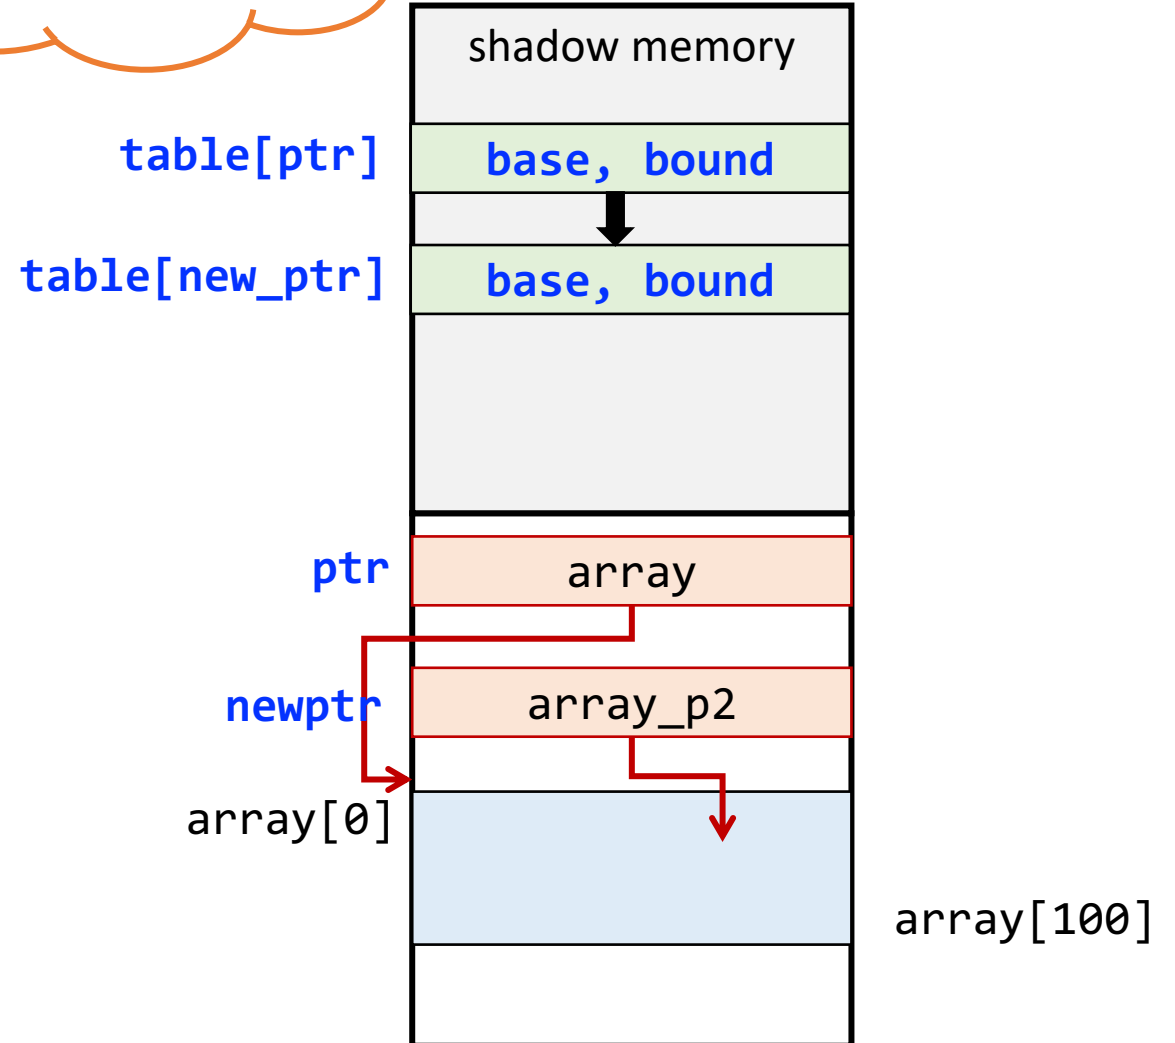 shadow memory
table[ptr] base, bound
table[new_ptr] base, bound
ptr array
newptr array_p2
array[0]
array[100]